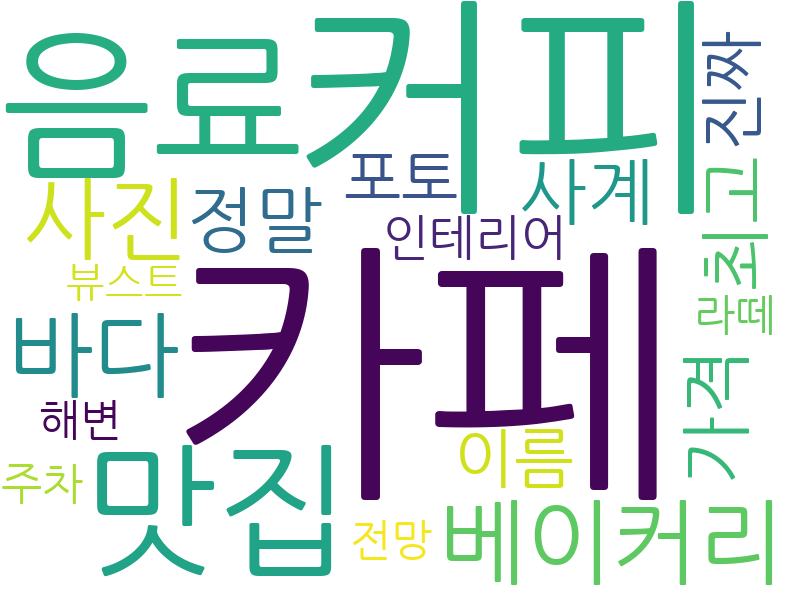 음료
커피
진짜
사진
정말
포토
사계
최고
인테리어
뷰스트
라떼
바다
카페
가격
해변
맛집
이름
주차
전망
베이커리